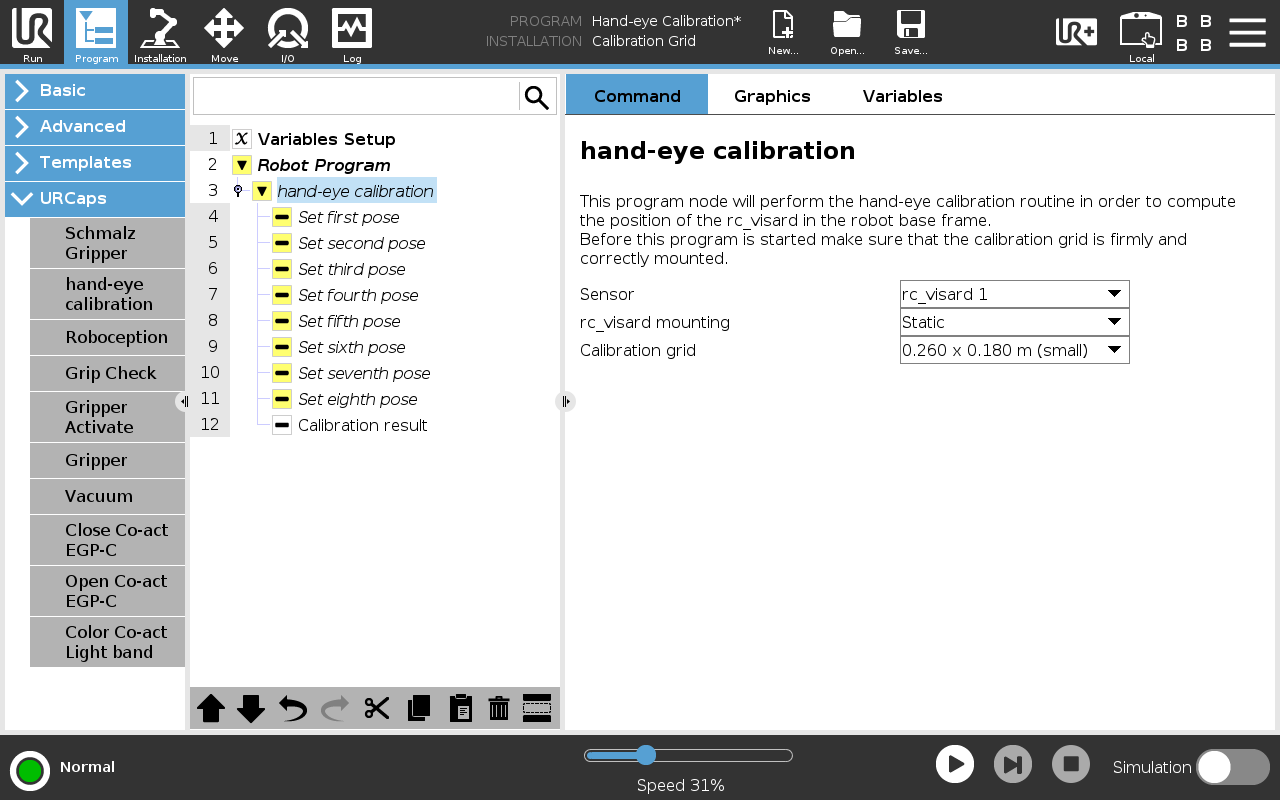 PROGRAM Hand-eye Calibration*
INSTALLATION Calibration Grid
Run
Program
Installation
Move
I/O
Log
New...
Open...
Save...
UR+
Local
B B
B B
Basic
Advanced
Templates
URCaps
Schmalz
Gripper
hand-eye
calibration
Roboception
Grip Check
Gripper
Activate
Gripper
Vacuum
Close Co-act
EGP-C
Open Co-act
EGP-C
Color Co-act
Light band
1 X Variables Setup
2 Robot Program
3 hand-eye calibration
4 Set first pose
5 Set second pose
6 Set third pose
7 Set fourth pose
8 Set fifth pose
9 Set sixth pose
10 Set seventh pose
11 Set eighth pose
12 Calibration result
Command Graphics Variables
hand-eye calibration
This program node will perform the hand-eye calibration routine in order to compute
the position of the rc_visard in the robot base frame.
Before this program is started make sure that the calibration grid is firmly and
correctly mounted.
Sensor rc_visard 1
rc_visard mounting Static
Calibration grid 0.260 x 0.180 m (small)
Normal
Speed 31%
Simulation